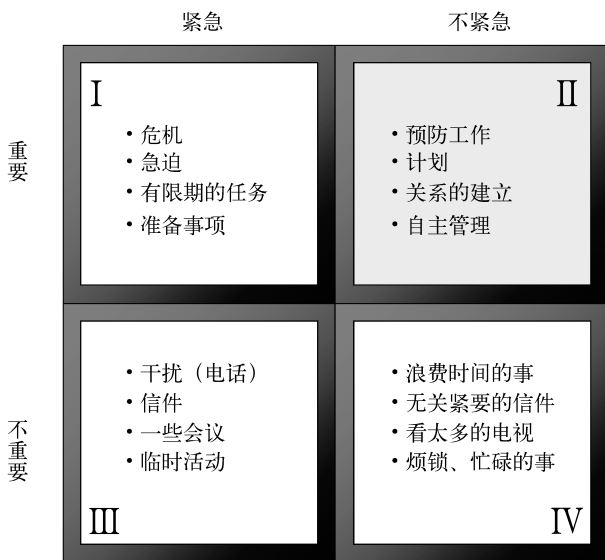 紧急
不紧急
重要
I
危机
急迫
有限期的任务
准备事项
II
预防工作
计划
关系的建立
自主管理
不重要
干扰（电话）
信件
一些会议
临时活动
III
浪费时间的事
无关紧要的信件
看太多的电视
烦锁、忙碌的事
IV